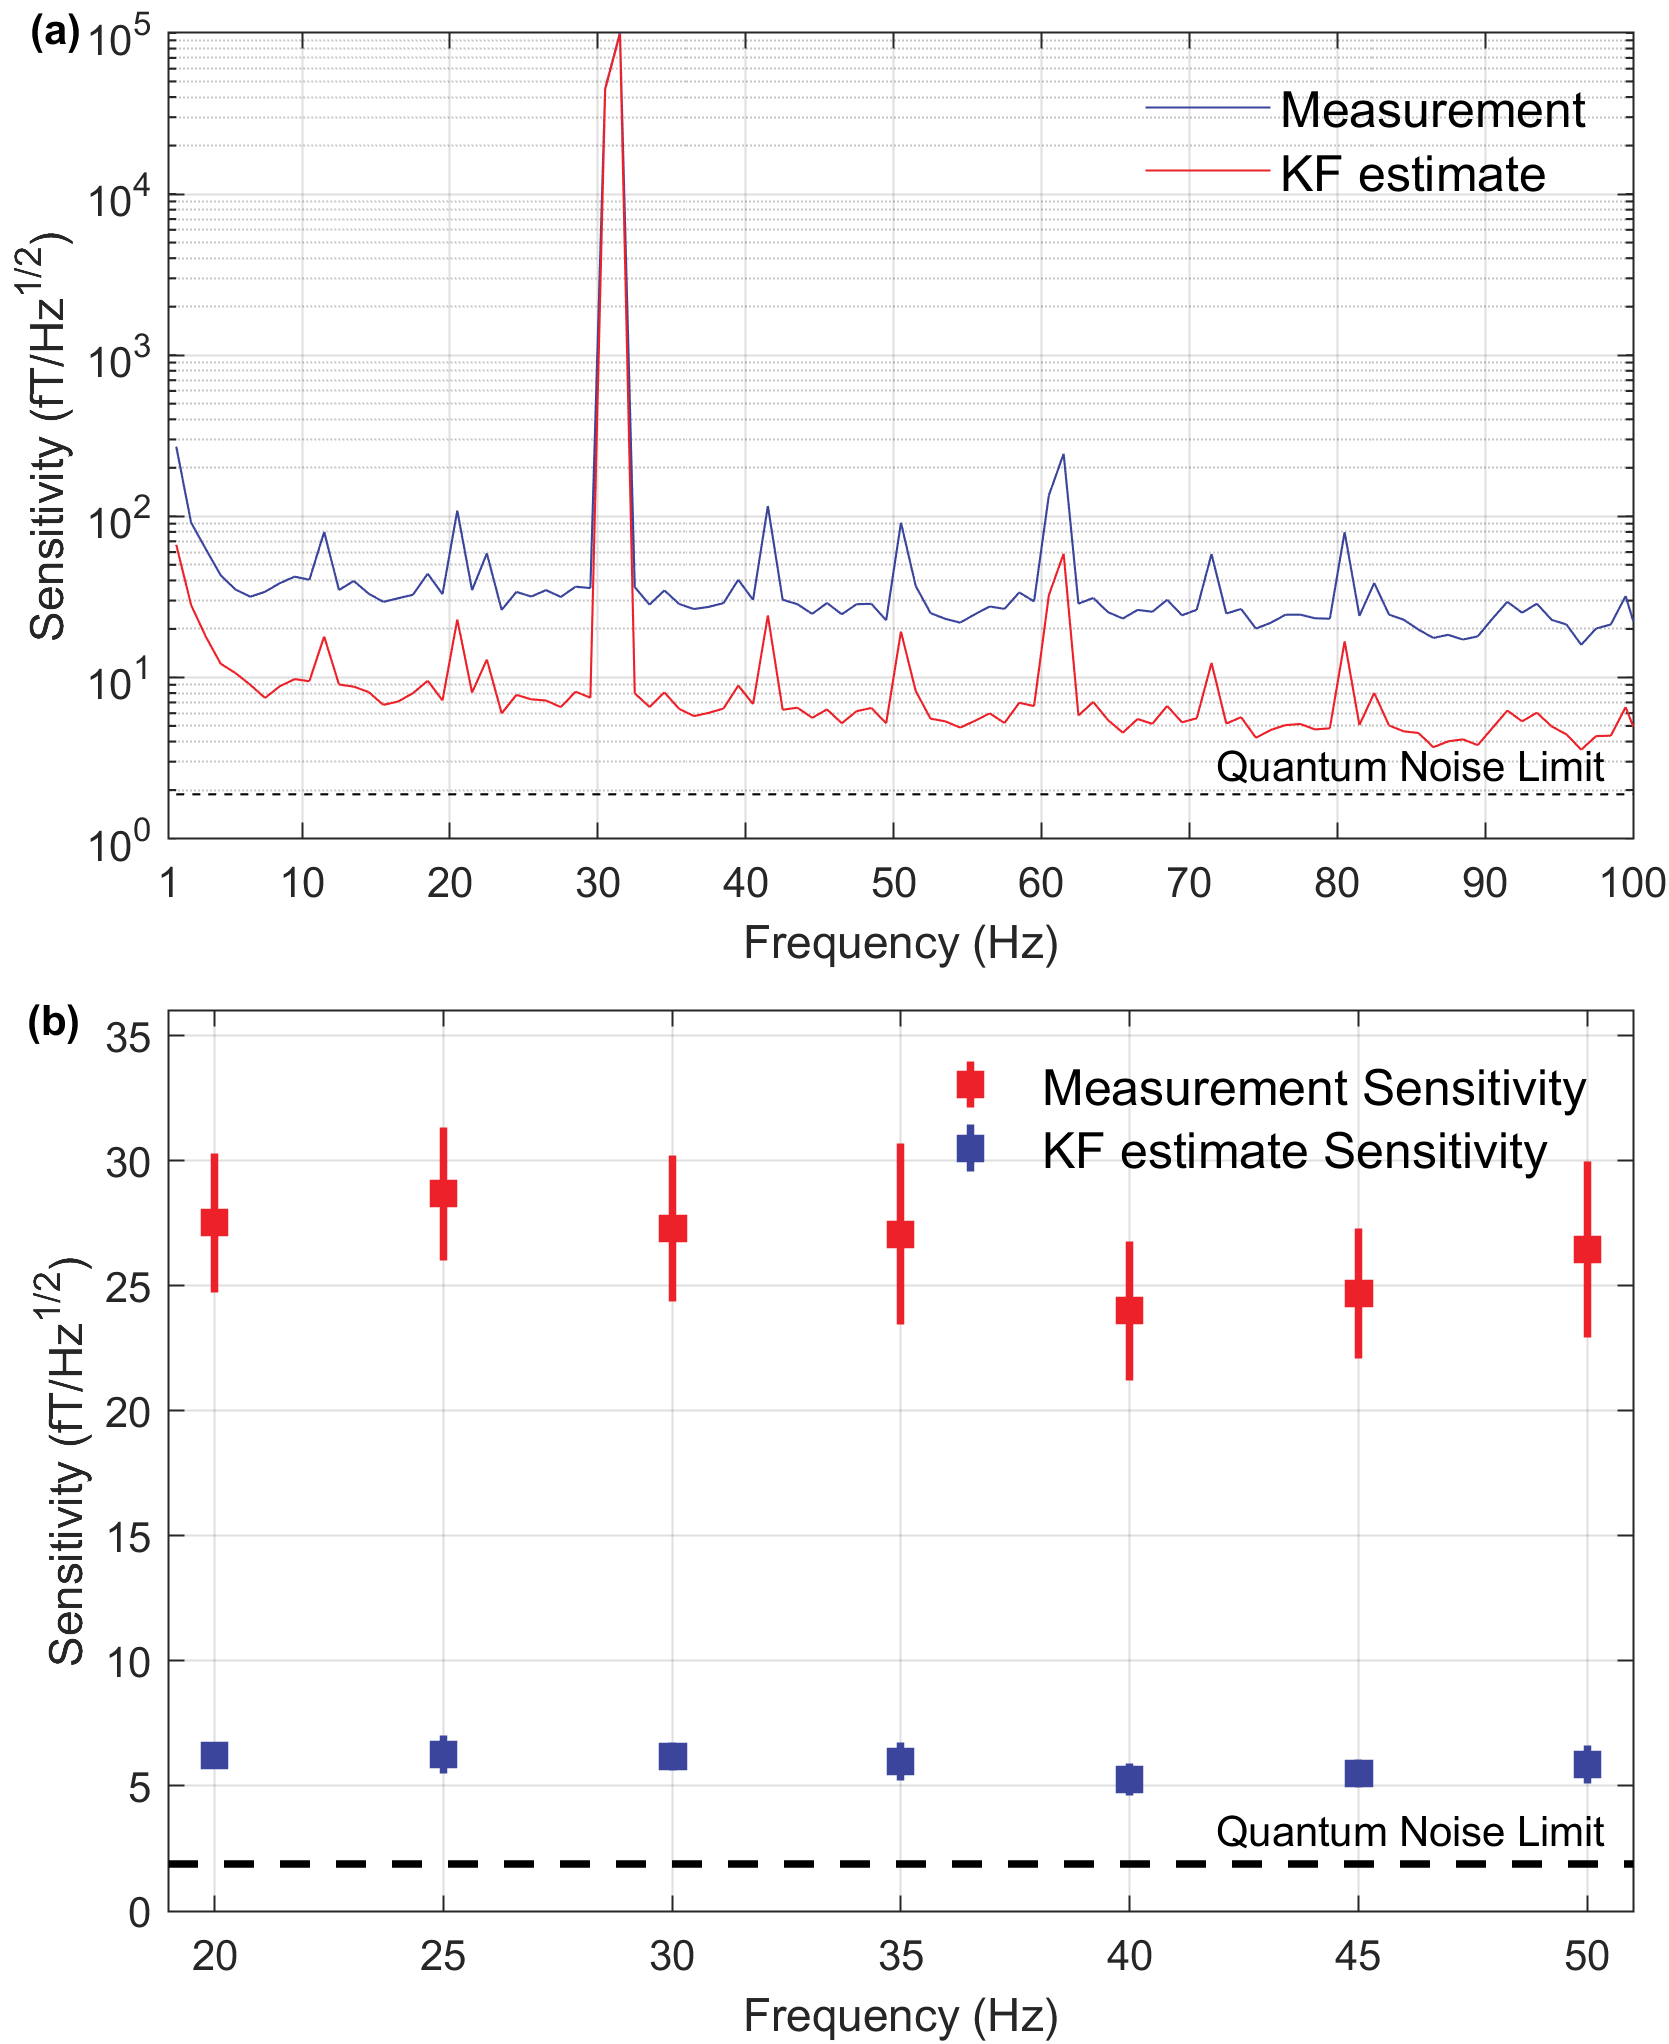 (a)
10^5
10^4
10^3
10^2
10^1
10^0
Sensitivity (fT/Hz^1/2)
Measurement
KF estimate
Quantum Noise Limit
1 10 20 30 40 50 60 70 80 90 100
Frequency (Hz)
(b)
35
30
25
20
15
10
5
0
Sensitivity (fT/Hz^1/2)
Measurement Sensitivity
KF estimate Sensitivity
Quantum Noise Limit
20 25 30 35 40 45 50
Frequency (Hz)